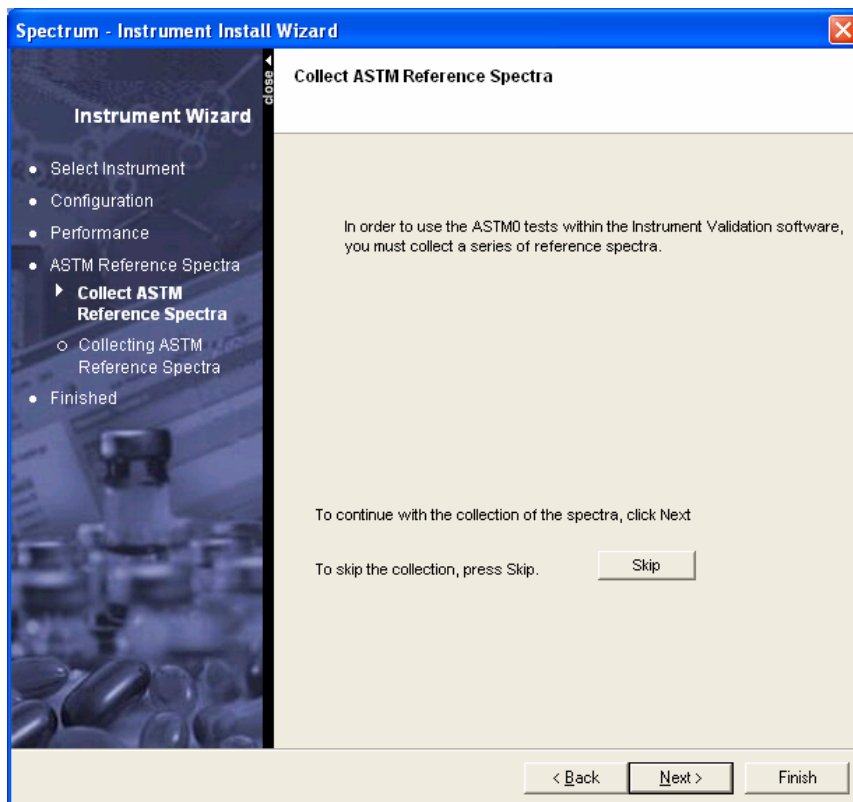 Spectrum - Instrument Install Wizard
close
Instrument Wizard
Select Instrument
Configuration
Performance
ASTM Reference Spectra
Collect ASTM
Reference Spectra
Collecting ASTM
Reference Spectra
Finished
Collect ASTM Reference Spectra
In order to use the ASTM0 tests within the Instrument Validation software,
you must collect a series of reference spectra.
To continue with the collection of the spectra, click Next
To skip the collection, press Skip.
Skip
< Back
Next >
Finish